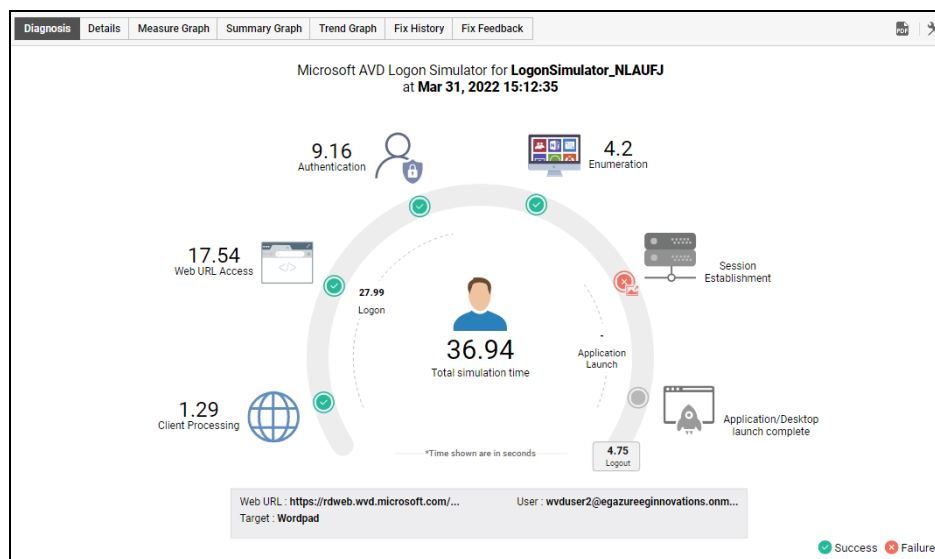 Diagnosis Details Measure Graph Summary Graph Trend Graph Fix History Fix Feedback
PDF
Microsoft AVD Logon Simulator for LogonSimulator_NLAUFJ
at Mar 31, 2022 15:12:35
9.16
Authentication
4.2
Enumeration
17.54
Web URL Access
Session
Establishment
27.99
Logon
36.94
Total simulation time
-
Application
Launch
1.29
Client Processing
Application/Desktop
launch complete
*Time shown are in seconds
4.75
Logout
Web URL : https://rdweb.wvd.microsoft.com/... User : wvduser2@egazureeginnovations.onm...
Target : Wordpad
Success Failure